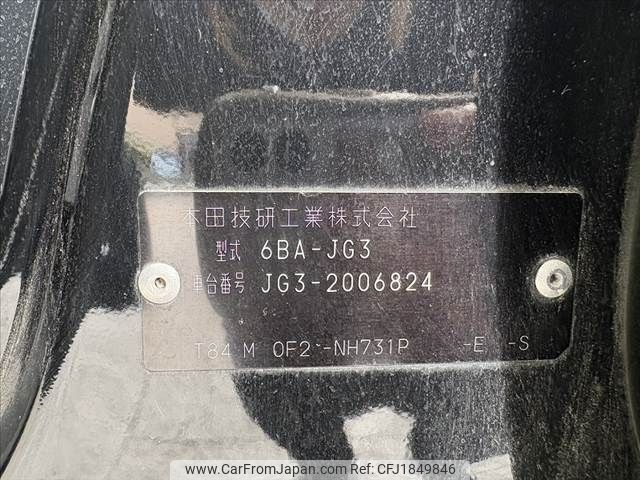 本田技研工業株式会社
型式 6BA-JG3
車台番号 JG3-2006824
T84 M 0F2 -NH731P -E -S
www.CarFromJapan.com Ref:CFJ-CFJ1849846